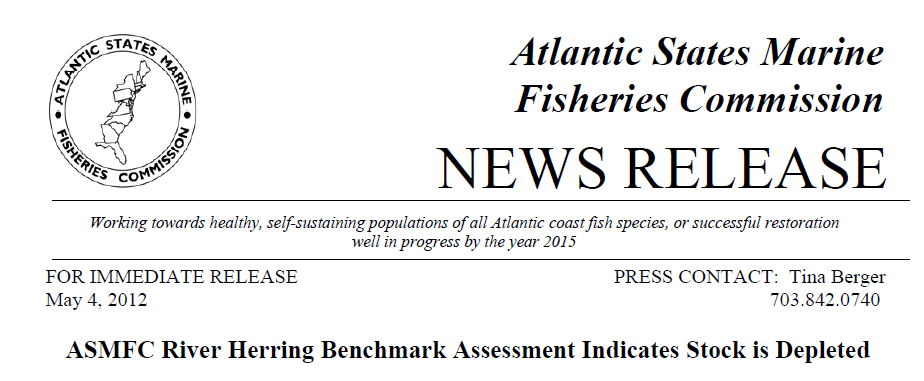 ATLANTIC STATES MARINE
FISHERIES COMMISSION
Atlantic States Marine
Fisheries Commission
NEWS RELEASE
Working towards healthy, self-sustaining populations of all Atlantic coast fish species, or successful restoration
well in progress by the year 2015
FOR IMMEDIATE RELEASE PRESS CONTACT: Tina Berger
May 4, 2012 703.842.0740
ASMFC River Herring Benchmark Assessment Indicates Stock is Depleted